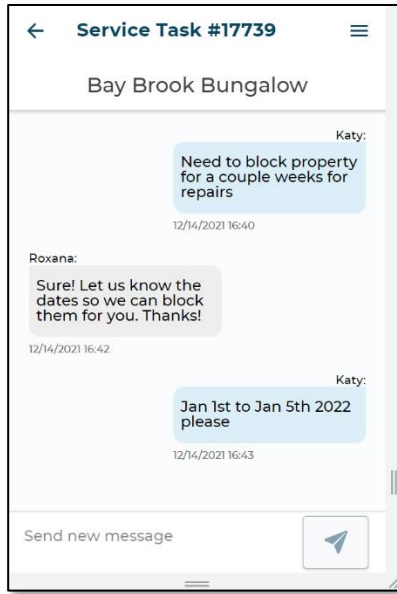 Service Task #17739
Bay Brook Bungalow
Katy:
Need to block property
for a couple weeks for
repairs
12/14/2021 16:40
Roxana:
Sure! Let us know the
dates so we can block
them for you. Thanks!
12/14/2021 16:42
Katy:
Jan 1st to Jan 5th 2022
please
12/14/2021 16:43
Send new message